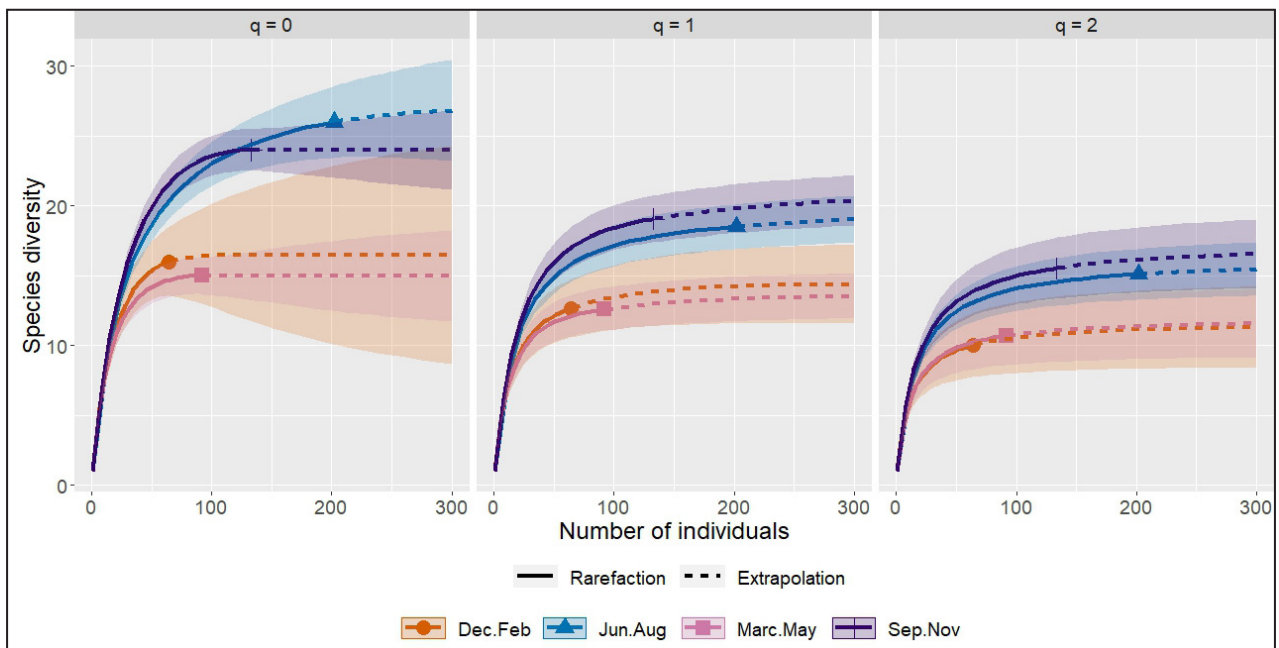 q = 0 q = 1 q = 2
30
20
10
0
Species diversity
0 100 200 300 0 100 200 300 0 100 200 300
Number of individuals
Rarefaction Extrapolation
Dec.Feb Jun.Aug Marc.May Sep.Nov